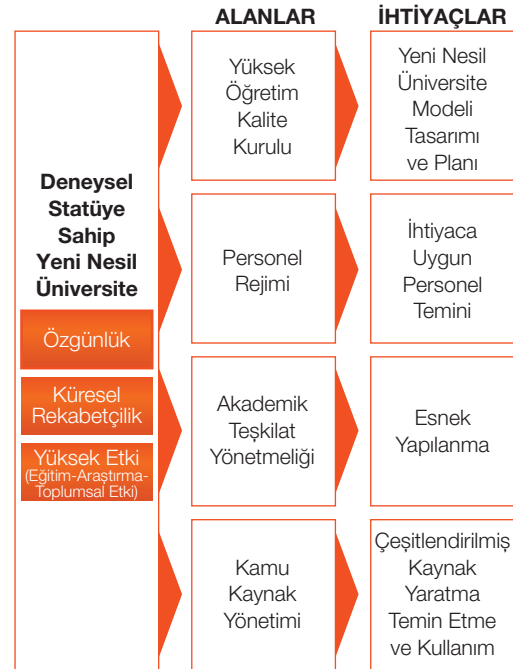 ALANLAR
İHTİYAÇLAR
Deneysel
Statüye
Sahip
Yeni Nesil
Üniversite
Özgünlük
Küresel
Rekabetçilik
Yüksek Etki
(Eğitim-Araştırma-
Toplumsal Etki)
Yüksek
Öğretim
Kalite
Kurulu
Yeni Nesil
Üniversite
Modeli
Tasarımı
ve Planı
Personel
Rejimi
İhtiyaca
Uygun
Personel
Temini
Akademik
Teşkilat
Yönetmeliği
Esnek
Yapılanma
Kamu
Kaynak
Yönetimi
Çeşitlendirilmiş
Kaynak
Yaratma
Temin Etme
ve Kullanım